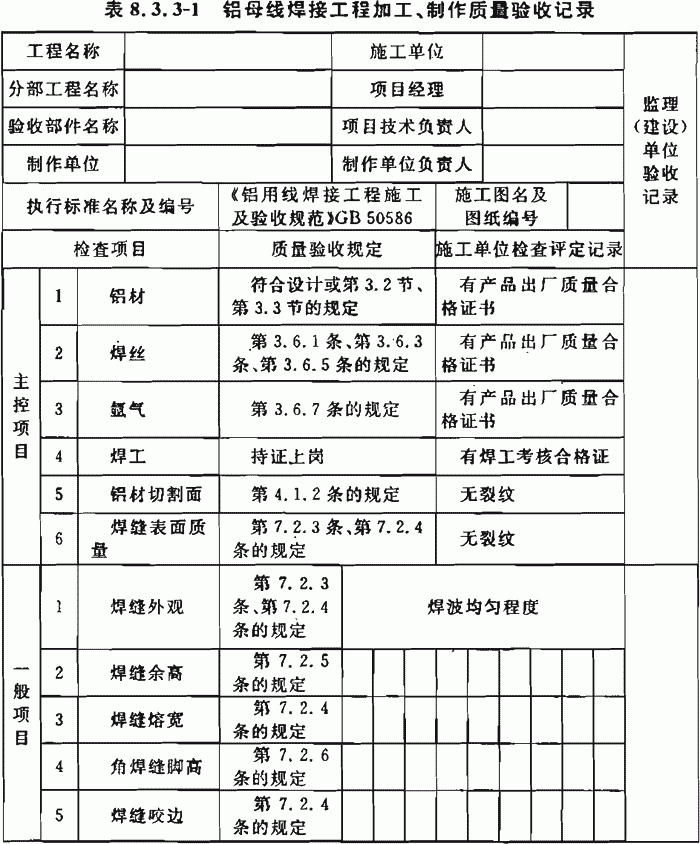 表 8.3.3-1 铝母线焊接工程加工、制作质量验收记录
工程名称 施工单位
分部工程名称 项目经理
验收部件名称 项目技术负责人
制作单位 制作单位负责人
监理
（建设）
单位
验收
记录
执行标准名称及编号
《铝用线焊接工程施工
及验收规范》GB 50586
施工图名及
图纸编号
检查项目 质量验收规定 施工单位检查评定记录
主
控
项
目
1 铝材
符合设计或第 3.2 节、
第 3.3 节的规定
有产品出厂质量合
格证书
2 焊丝
第 3.6.1 条、第 3.6.3
条、第 3.6.5 条的规定
有产品出厂质量合
格证书
3 氩气 第 3.6.7 条的规定
有产品出厂质量合
格证书
4 焊工 持证上岗 有焊工考核合格证
5 铝材切割面 第 4.1.2 条的规定 无裂纹
6
焊缝表面质
量
第 7.2.3 条、第 7.2.4
条的规定
无裂纹
一
般
项
目
1 焊缝外观
第 7.2.3
条、第 7.2.4
条的规定
焊波均匀程度
2 焊缝余高
第 7.2.5
条的规定
3 焊缝熔宽
第 7.2.4
条的规定
4 角焊缝脚高
第 7.2.6
条的规定
5 焊缝咬边
第 7.2.4
条的规定